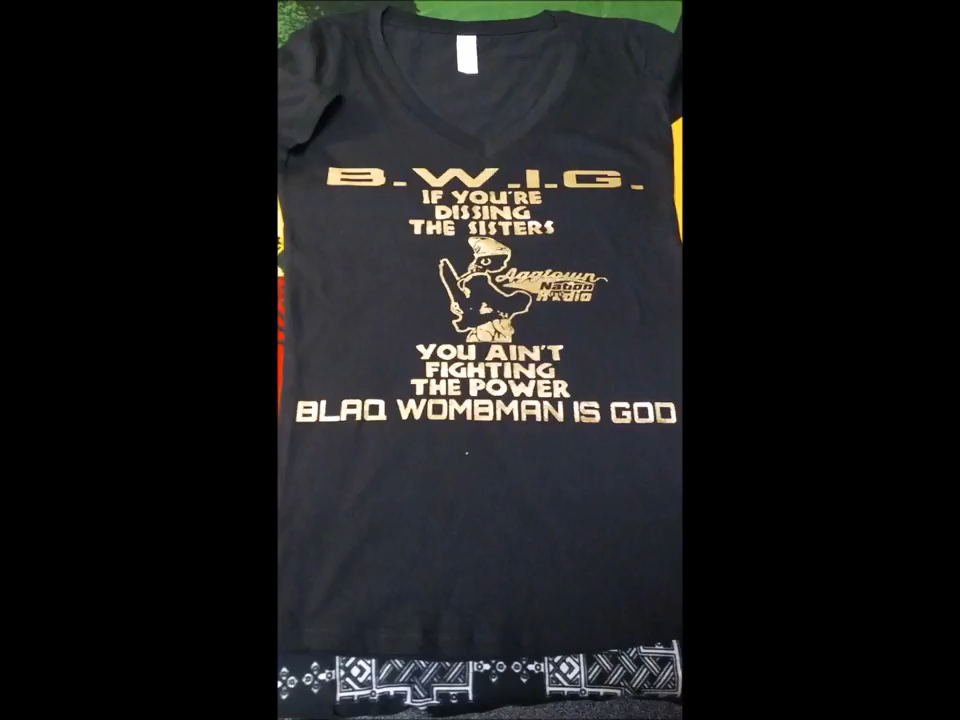 B.W.I.G.
IF YOU'RE
DISSING
THE SISTERS
Aggtown
Nation
Radio
YOU AIN'T
FIGHTING
THE POWER
BLAQ WOMBMAN IS GOD